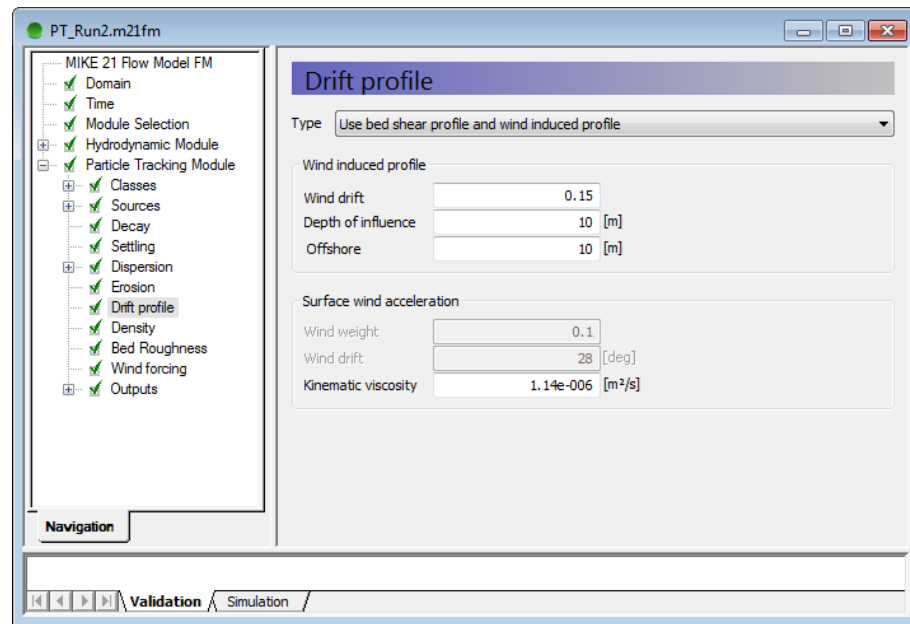 PT_Run2.m21fm
MIKE 21 Flow Model FM
Domain
Time
Module Selection
Hydrodynamic Module
Particle Tracking Module
Classes
Sources
Decay
Settling
Dispersion
Erosion
Drift profile
Density
Bed Roughness
Wind forcing
Outputs
Navigation
Drift profile
Type Use bed shear profile and wind induced profile
Wind induced profile
Wind drift 0.15
Depth of influence 10 [m]
Offshore 10 [m]
Surface wind acceleration
Wind weight 0.1
Wind drift 28 [deg]
Kinematic viscosity 1.14e-006 [m²/s]
Validation Simulation